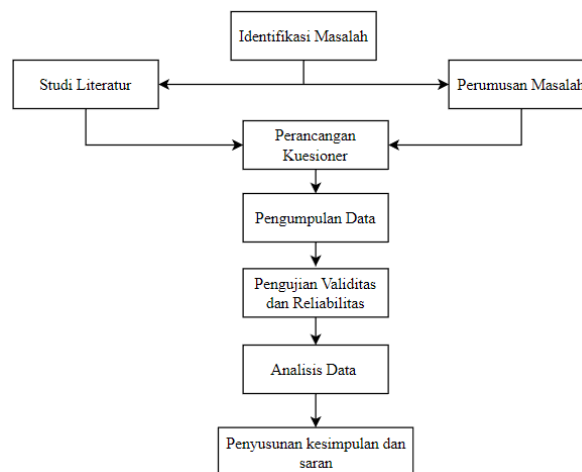 Identifikasi Masalah
Studi Literatur
Perumusan Masalah
Perancangan
Kuesioner
Pengumpulan Data
Pengujian Validitas
dan Reliabilitas
Analisis Data
Penyusunan kesimpulan dan
saran